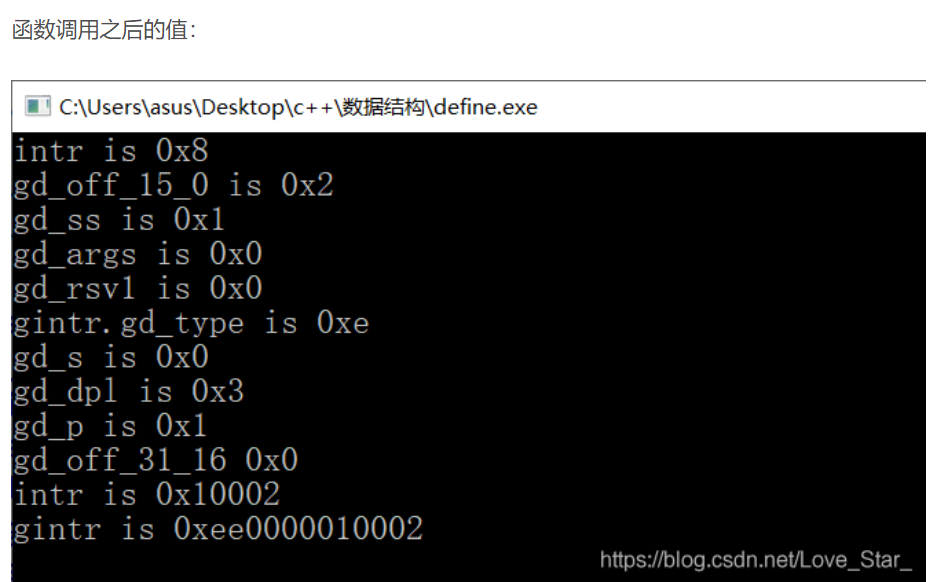 函数调用之后的值：
C:\Users\asus\Desktop\c++\数据结构\define.exe
intr is 0x8
gd_off_15_0 is 0x2
gd_ss is 0x1
gd_args is 0x0
gd_rsv1 is 0x0
gintr.gd_type is 0xe
gd_s is 0x0
gd_dpl is 0x3
gd_p is 0x1
gd_off_31_16 0x0
intr is 0x10002
gintr is 0xee0000010002
https://blog.csdn.net/Love_Star_